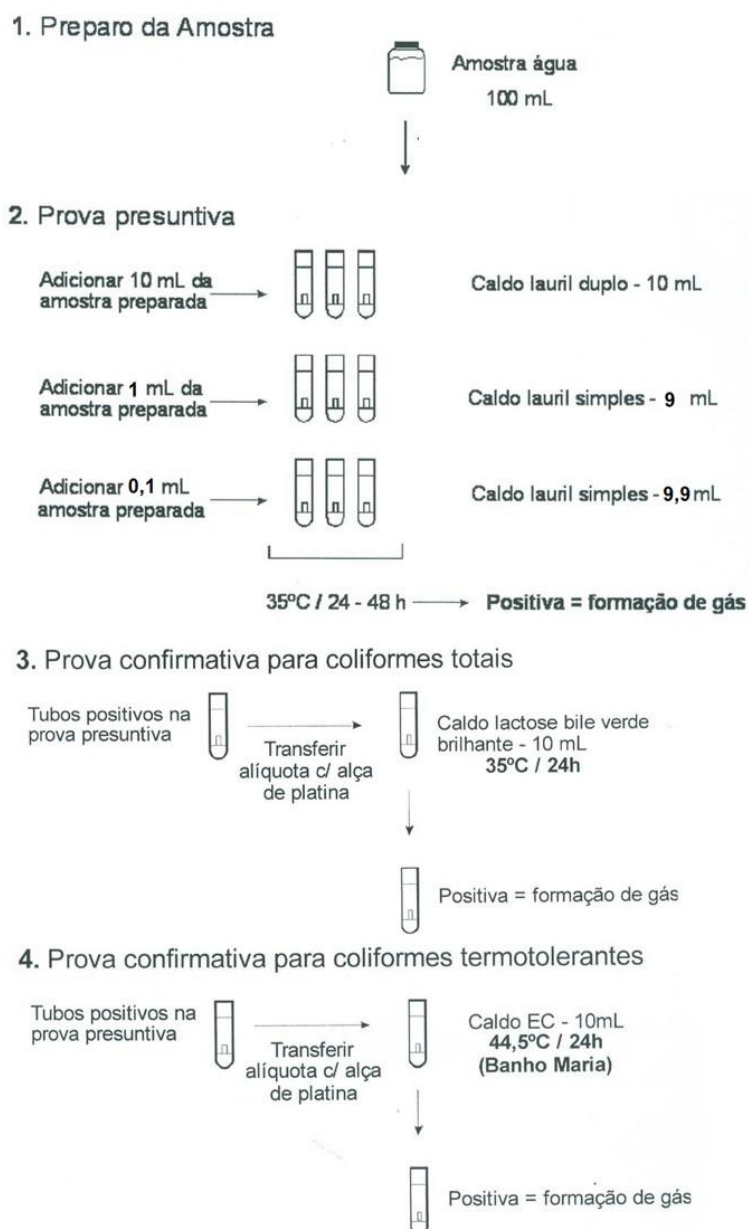 1. Preparo da Amostra
Amostra água
100 mL
2. Prova presuntiva
Adicionar 10 mL da
amostra preparada
Caldo lauril duplo - 10 mL
Adicionar 1 mL da
amostra preparada
Caldo lauril simples - 9 mL
Adicionar 0,1 mL
amostra preparada
Caldo lauril simples - 9,9 mL
35ºC / 24 - 48 h
Positiva = formação de gás
3. Prova confirmativa para coliformes totais
Tubos positivos na
prova presuntiva
Transferir
alíquota c/ alça
de platina
Caldo lactose bile verde
brilhante - 10 mL
35ºC / 24h
Positiva = formação de gás
4. Prova confirmativa para coliformes termotolerantes
Tubos positivos na
prova presuntiva
Transferir
alíquota c/ alça
de platina
Caldo EC - 10mL
44,5ºC / 24h
(Banho Maria)
Positiva = formação de gás